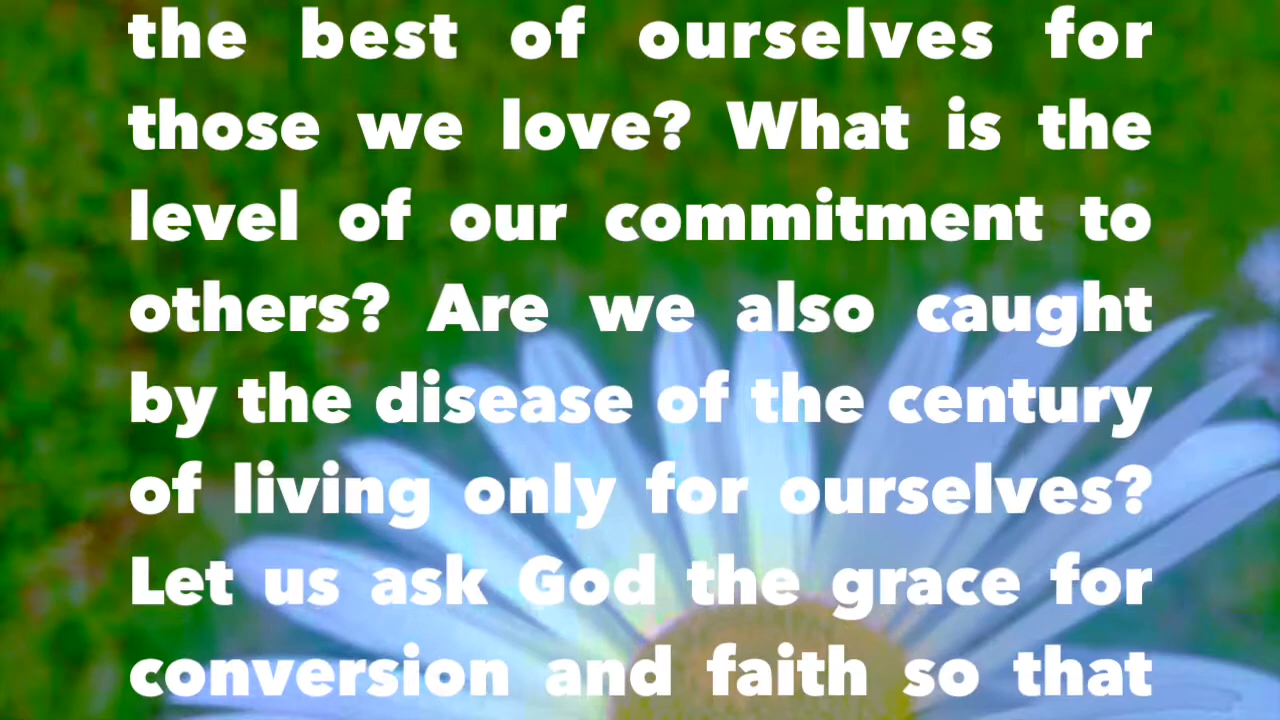 the best of ourselves for
those we love? What is the
level of our commitment to
others? Are we also caught
by the disease of the century
of living only for ourselves?
Let us ask God the grace for
conversion and faith so that